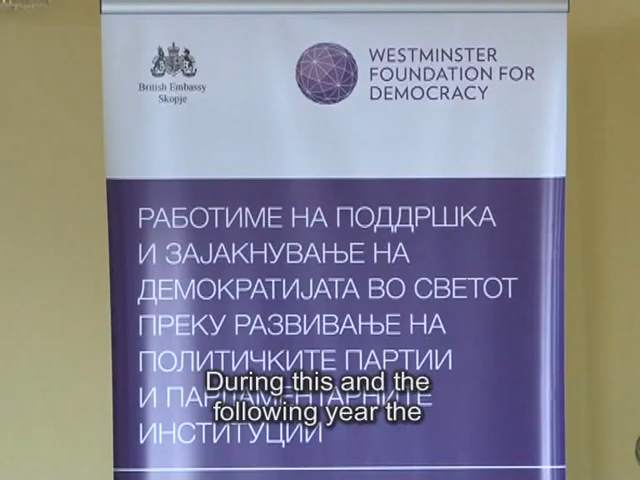 British Embassy
Skopje
WESTMINSTER
FOUNDATION FOR
DEMOCRACY
РАБОТИМЕ НА ПОДДРШКА
И ЗАЈАКНУВАЊЕ НА
ДЕМОКРАТИЈАТА ВО СВЕТОТ
ПРЕКУ РАЗВИВАЊЕ НА
ПОЛИТИЧКИТЕ ПАРТИИ
И ПАРЛАМЕНТАРНИТЕ
ИНСТИТУЦИИ
During this and the
following year the